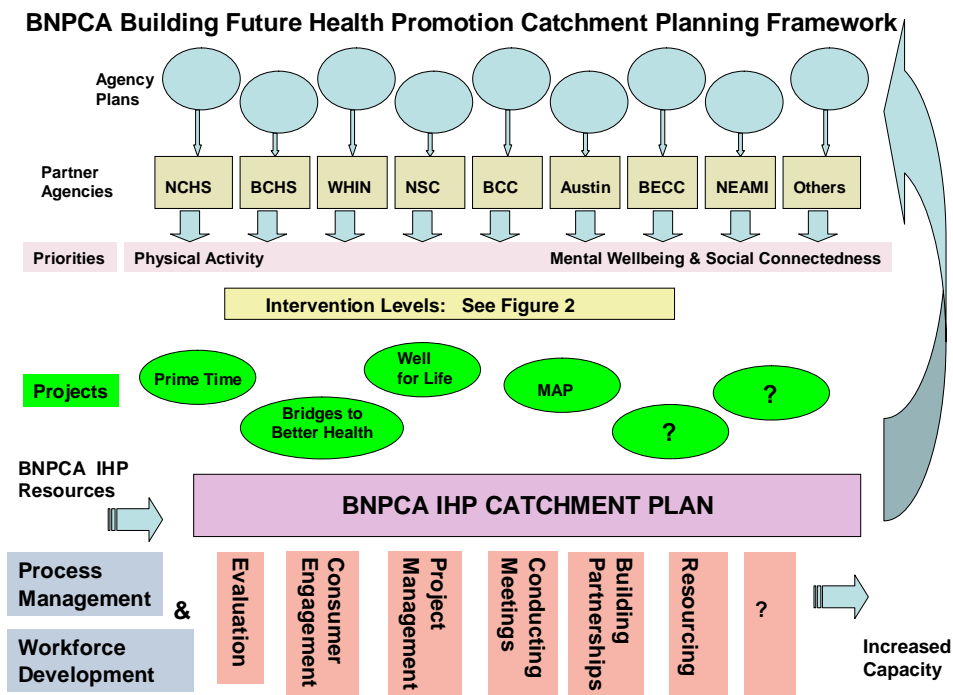 BNPCA Building Future Health Promotion Catchment Planning Framework
Agency
Plans
Partner
Agencies
NCHS
BCHS
WHIN
NSC
BCC
Austin
BECC
NEAMI
Others
Priorities
Physical Activity
Mental Wellbeing & Social Connectedness
Intervention Levels: See Figure 2
Projects
Prime Time
Bridges to
Better Health
Well
for Life
MAP
?
?
BNPCA IHP
Resources
BNPCA IHP CATCHMENT PLAN
Process
Management
&
Workforce
Development
Evaluation
Consumer
Engagement
Project
Management
Conducting
Meetings
Building
Partnerships
Resourcing
?
Increased
Capacity